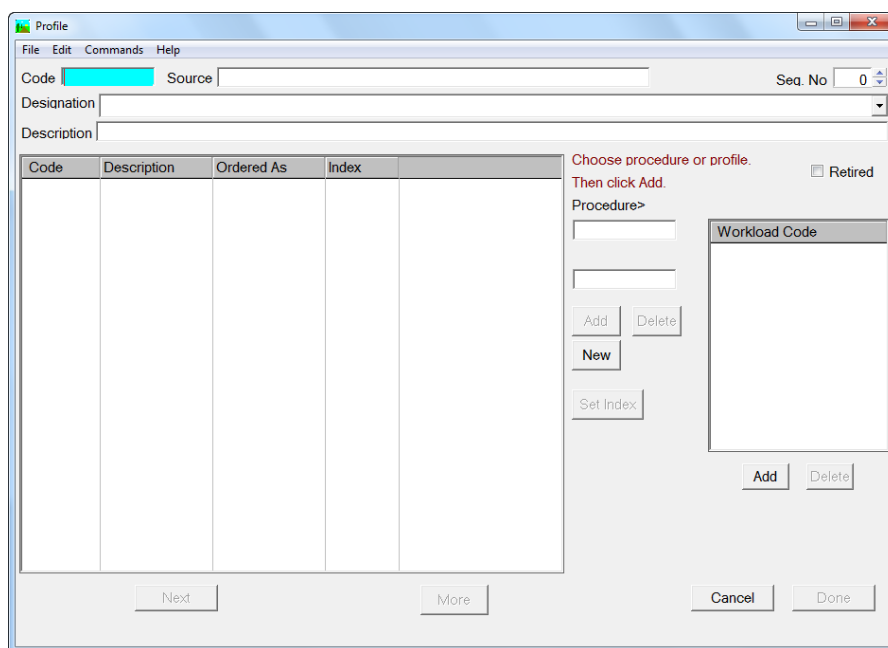 Profile
File Edit Commands Help
Code Source Seq. No 0
Designation
Description
Code Description Ordered As Index
Choose procedure or profile.
Then click Add.
Retired
Procedure>
Workload Code
Add Delete
New
Set Index
Add Delete
Next More Cancel Done